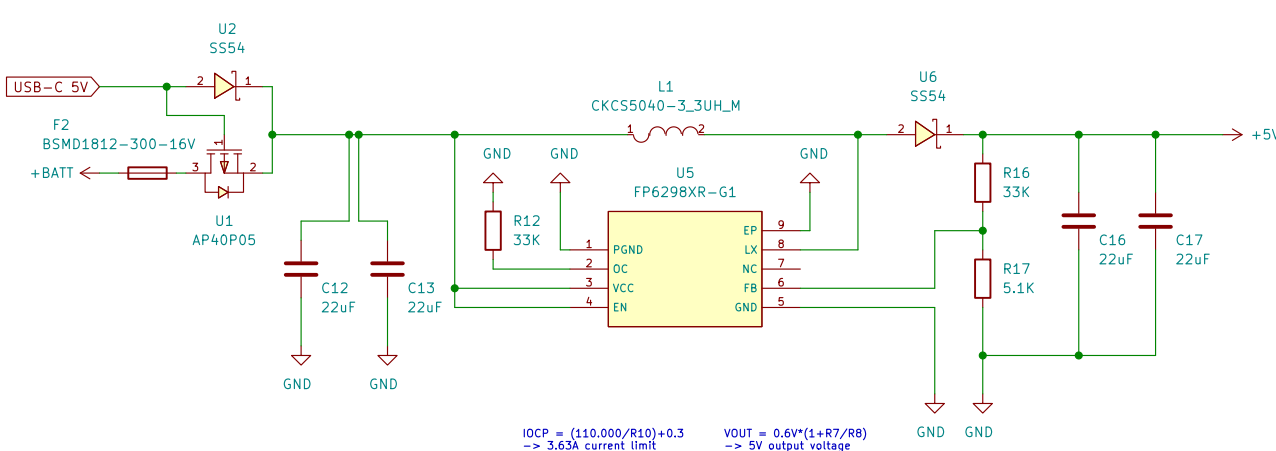 U2
SS54
USB-C 5V
2
1
F2
BSMD1812-300-16V
1
+BATT
3
2
U1
AP40P05
C12
22uF
C13
22uF
GND
GND
L1
CKCS5040-3_3UH_M
1
2
GND
GND
GND
R12
33K
U5
FP6298XR-G1
1
PGND
2
OC
3
VCC
4
EN
EP
9
LX
8
NC
7
FB
6
GND
5
U6
SS54
2
1
+5V
R16
33K
R17
5.1K
C16
22uF
C17
22uF
GND
GND
IOCP = (110.000/R10)+0.3
-> 3.63A current limit
VOUT = 0.6V*(1+R7/R8)
-> 5V output voltage